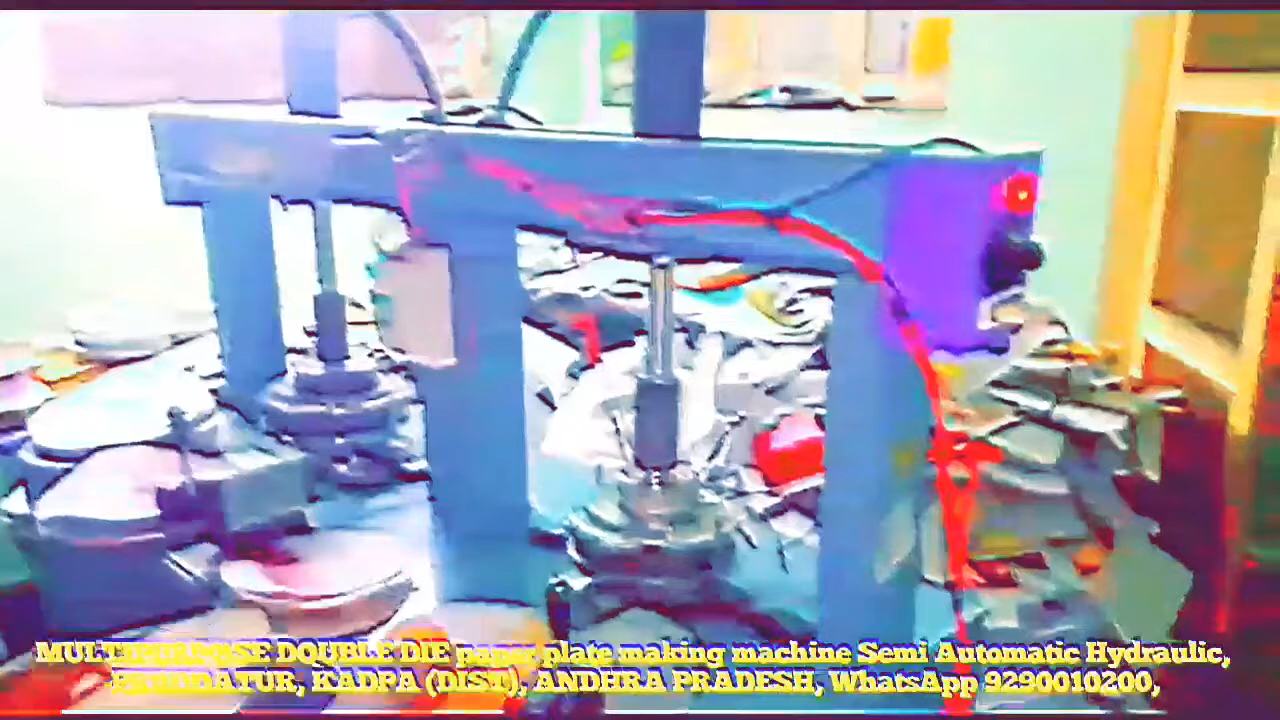 MULTIPURPOSE DOUBLE DIE paper plate making machine Semi Automatic Hydraulic,
KADPA (DIST), ANDHRA PRADESH, WhatsApp 9290010200,